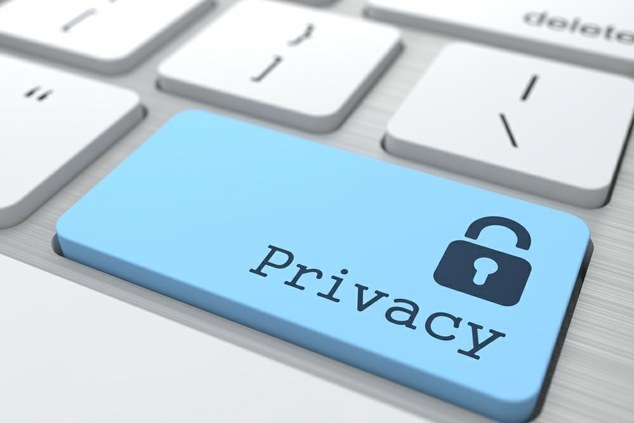 delete
{ [
} ]
| \
“
Privacy